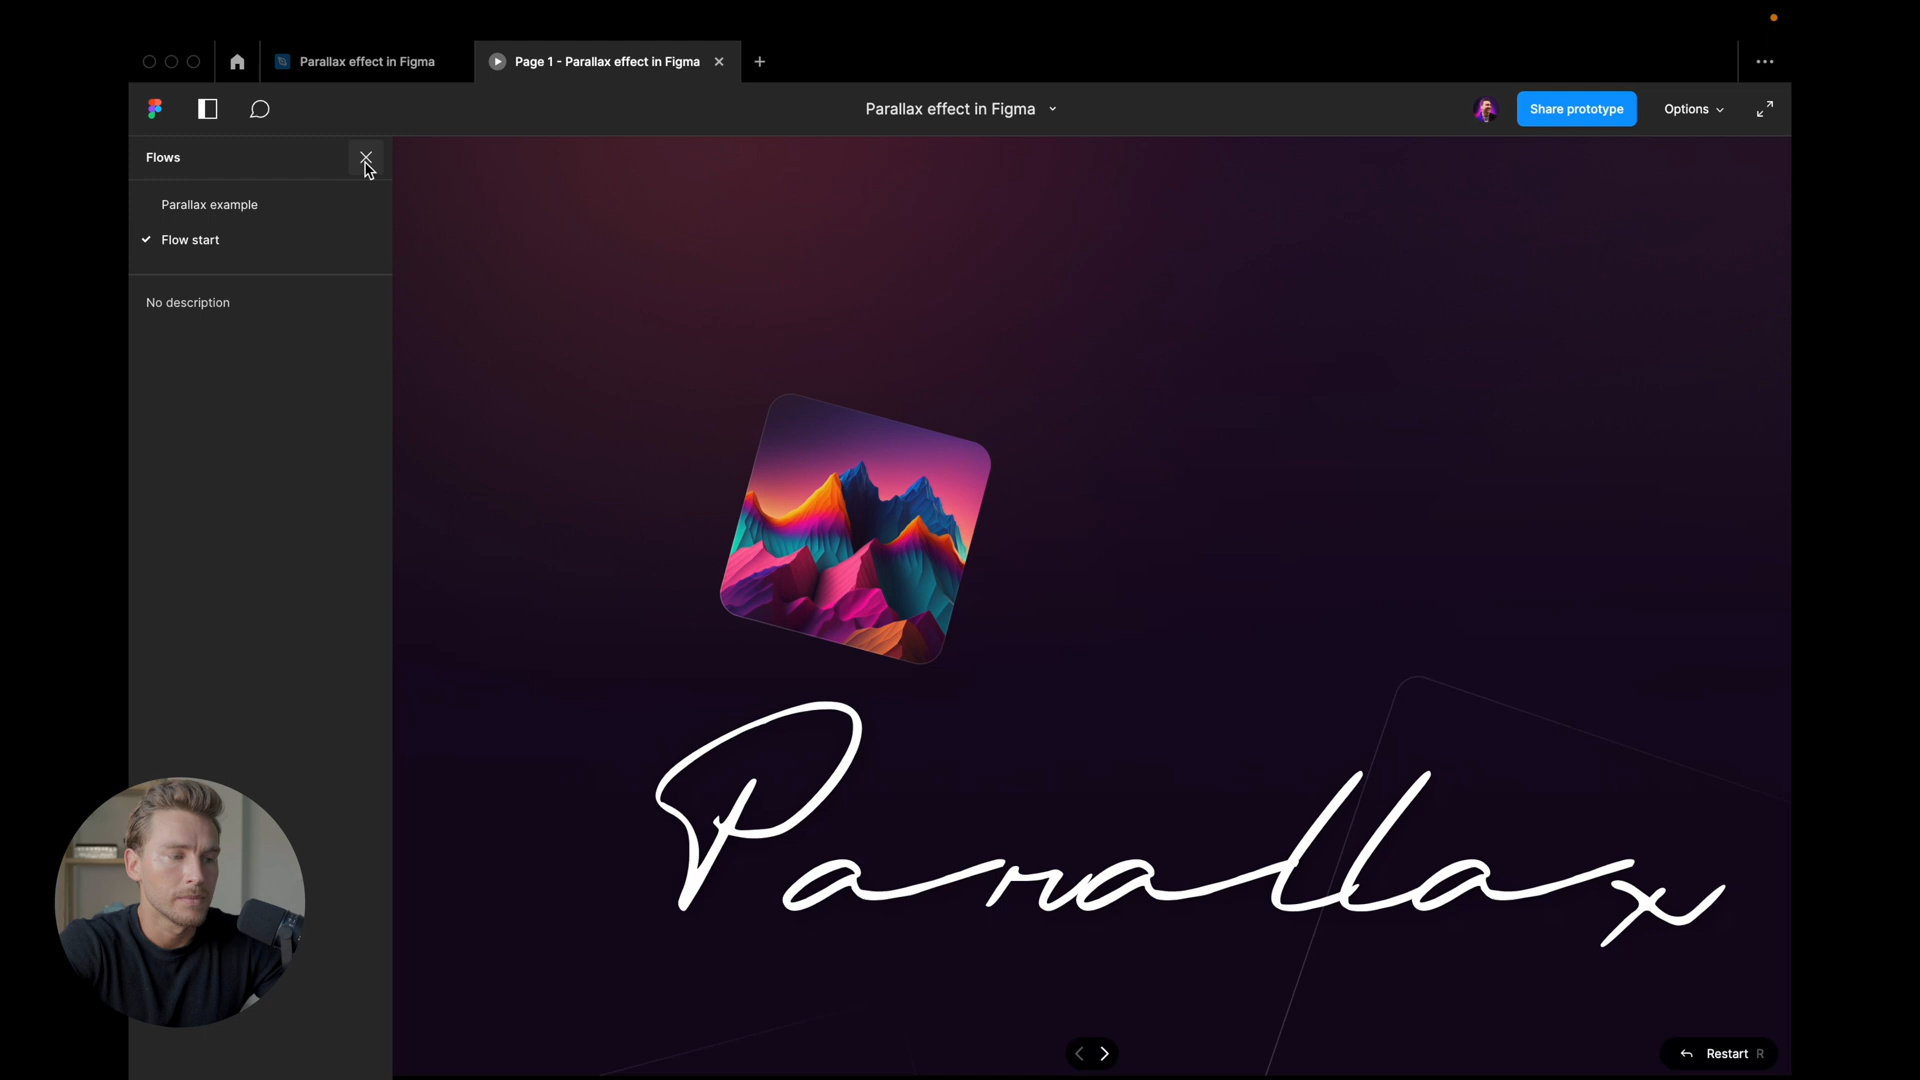 Parallax effect in Figma
Page 1 - Parallax effect in Figma
Parallax effect in Figma
Share prototype
Options
Flows
Parallax example
Flow start
No description
Parallax
Restart R